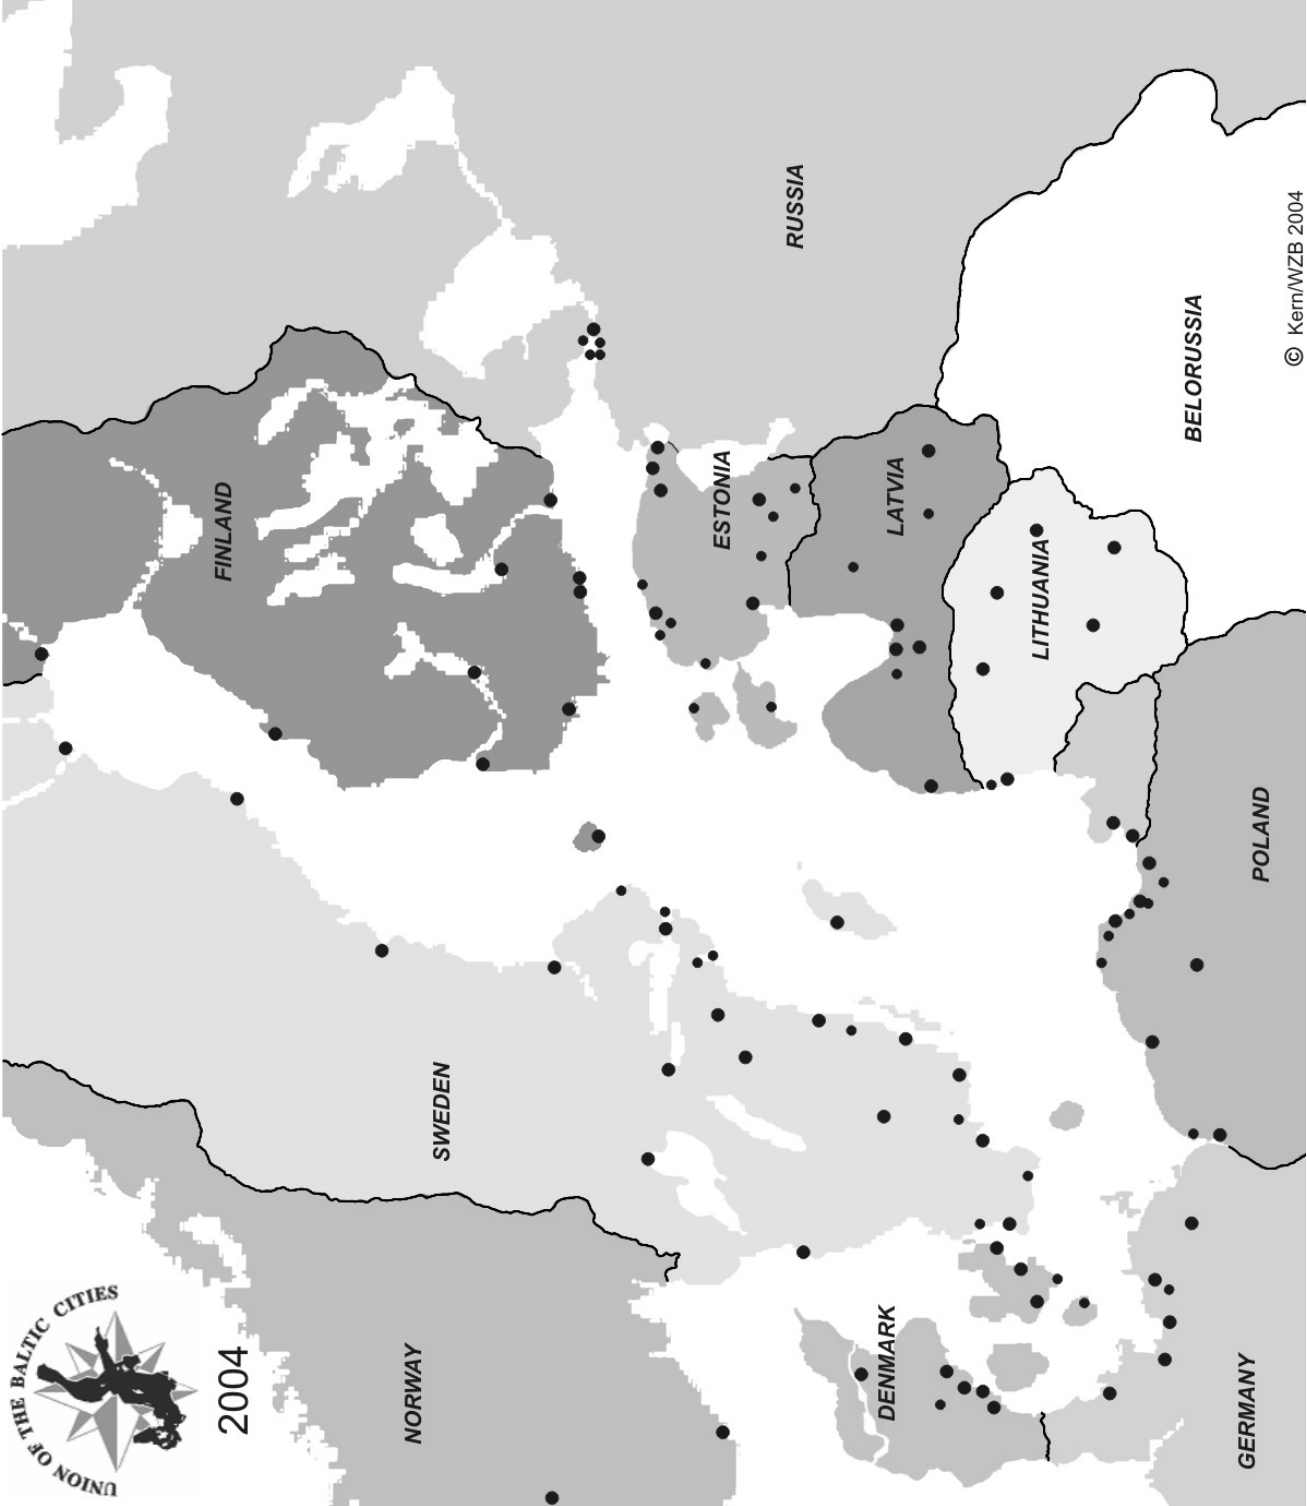 UNION OF THE BALTIC CITIES
2004
NORWAY
SWEDEN
FINLAND
RUSSIA
ESTONIA
LATVIA
LITHUANIA
BELORUSSIA
POLAND
DENMARK
GERMANY
© Kern/WZB 2004